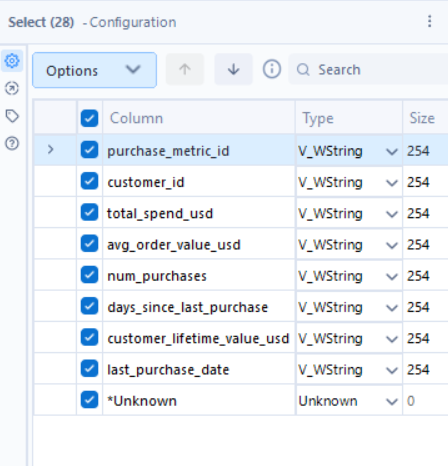 Select (28) - Configuration
Options Search
Column Type Size
purchase_metric_id V_WString 254
customer_id V_WString 254
total_spend_usd V_WString 254
avg_order_value_usd V_WString 254
num_purchases V_WString 254
days_since_last_purchase V_WString 254
customer_lifetime_value_usd V_WString 254
last_purchase_date V_WString 254
*Unknown Unknown 0